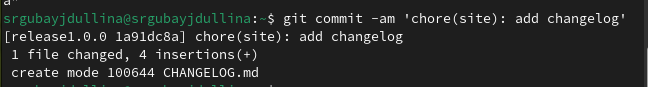 srgubayjdullina@srgubayjdullina:~$ git commit -am 'chore(site): add changelog'
[release1.0.0 1a91dc8a] chore(site): add changelog
 1 file changed, 4 insertions(+)
 create mode 100644 CHANGELOG.md